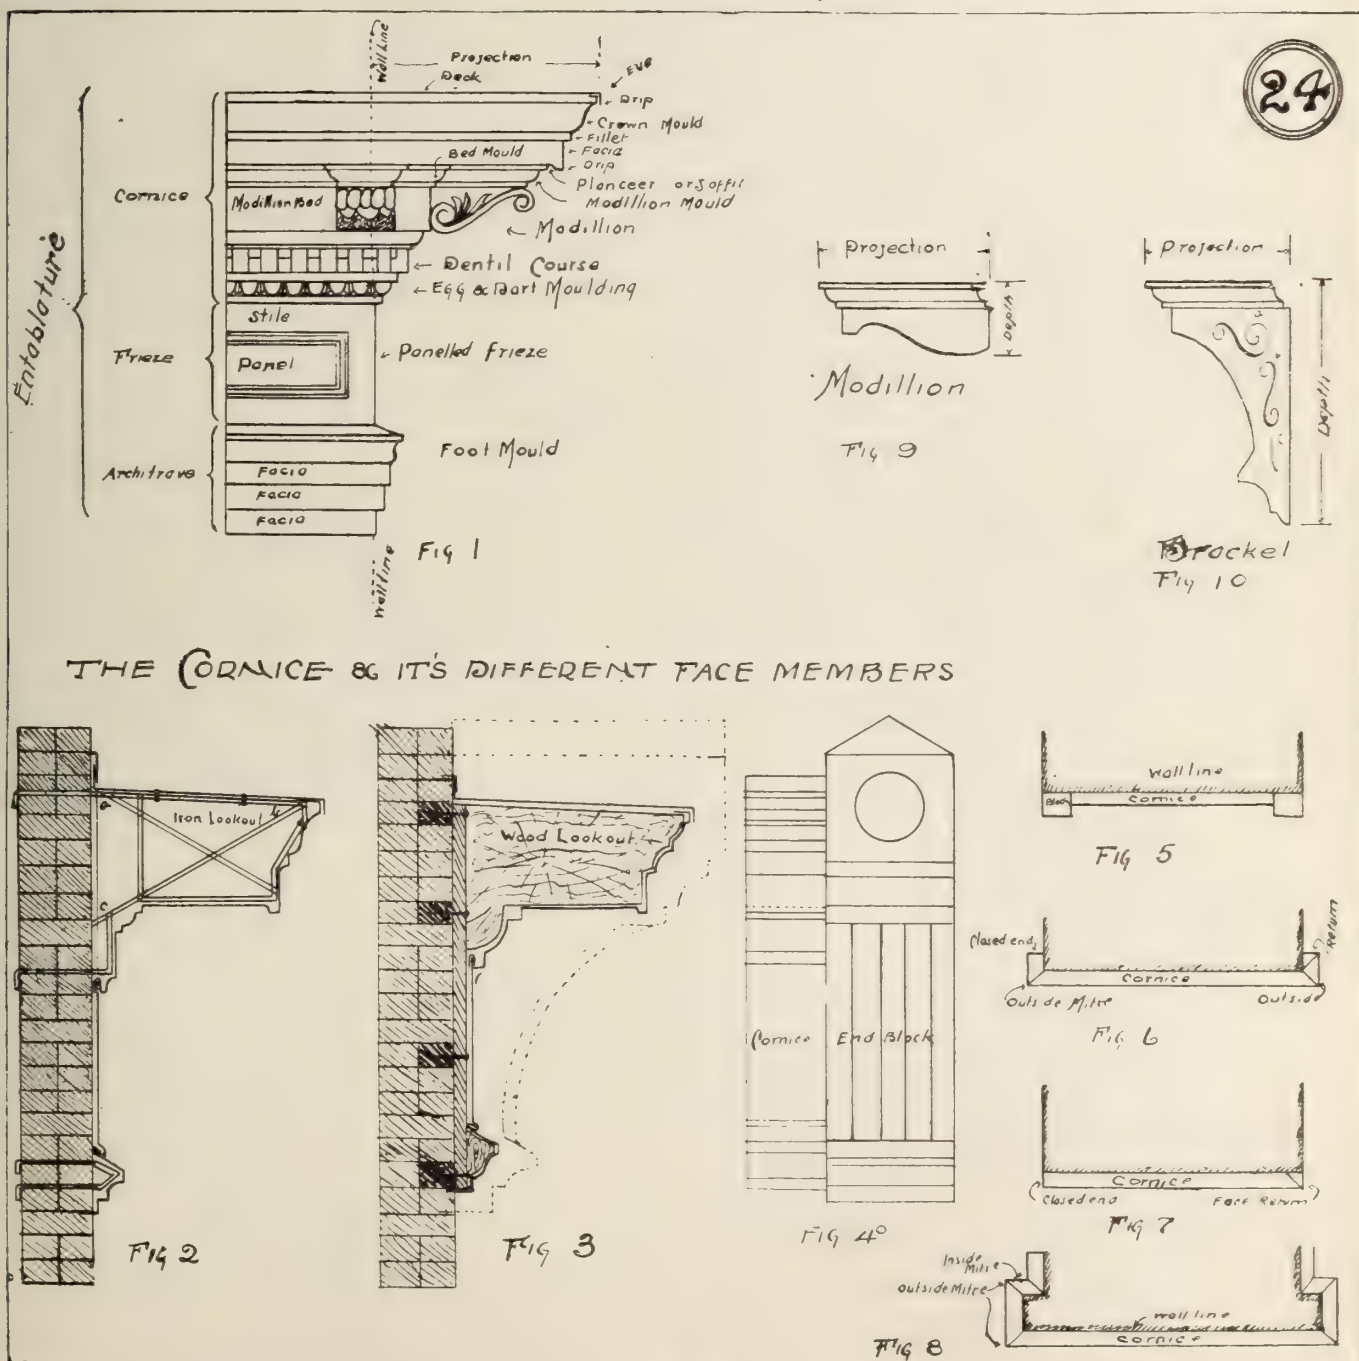 24
Wall Line
Projection
Deck
EVE
Drip
Crown Mould
Fillet
Facia
Drip
Bed Mould
Planceer or Soffit
Modillion Mould
Modillion Bed
Modillion
Dentil Course
Egg & Dart Moulding
Stile
Panel
Panelled Frieze
Foot Mould
Facia
Facia
Facia
Cornice
Frieze
Architrave
Entablature
Wall line
Fig 1
Projection
Depth
Modillion
Fig 9
Projection
Depth
Bracket
Fig 10
THE CORNICE & IT'S DIFFERENT FACE MEMBERS
a
b
Iron Lookout
c
Fig 2
Wood Lookout
Fig 3
Cornice
End Block
Fig 4
Wall line
Block
Cornice
Fig 5
Closed end
Return
Cornice
Outside Mitre
Outside
Fig 6
Cornice
Closed end
Face Return
Fig 7
Inside
Mitre
Outside Mitre
Wall line
Cornice
Fig 8